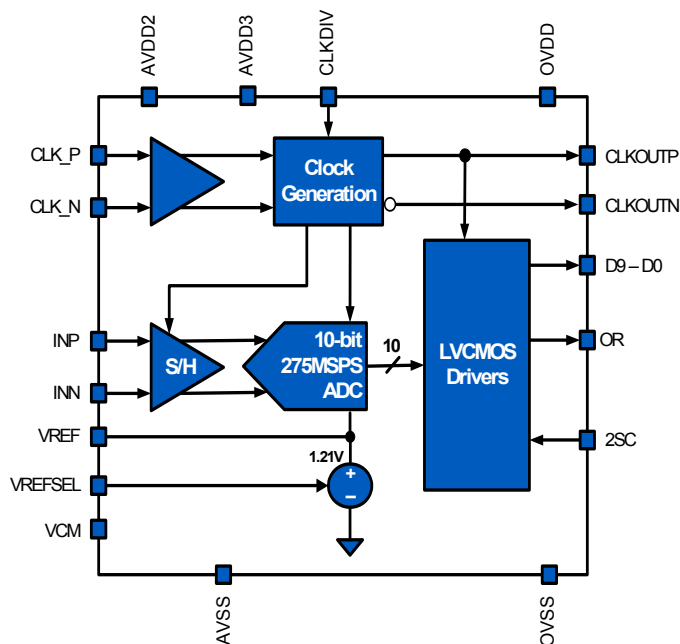 AVDD2
AVDD3
CLKDIV
OVDD
CLK_P
CLK_N
Clock
Generation
CLKOUTP
CLKOUTN
D9 – D0
INP
INN
S/H
10-bit
275MSPS
ADC
10
LVCMOS
Drivers
OR
VREF
1.21V
+
–
2SC
VREFSEL
VCM
AVSS
OVSS